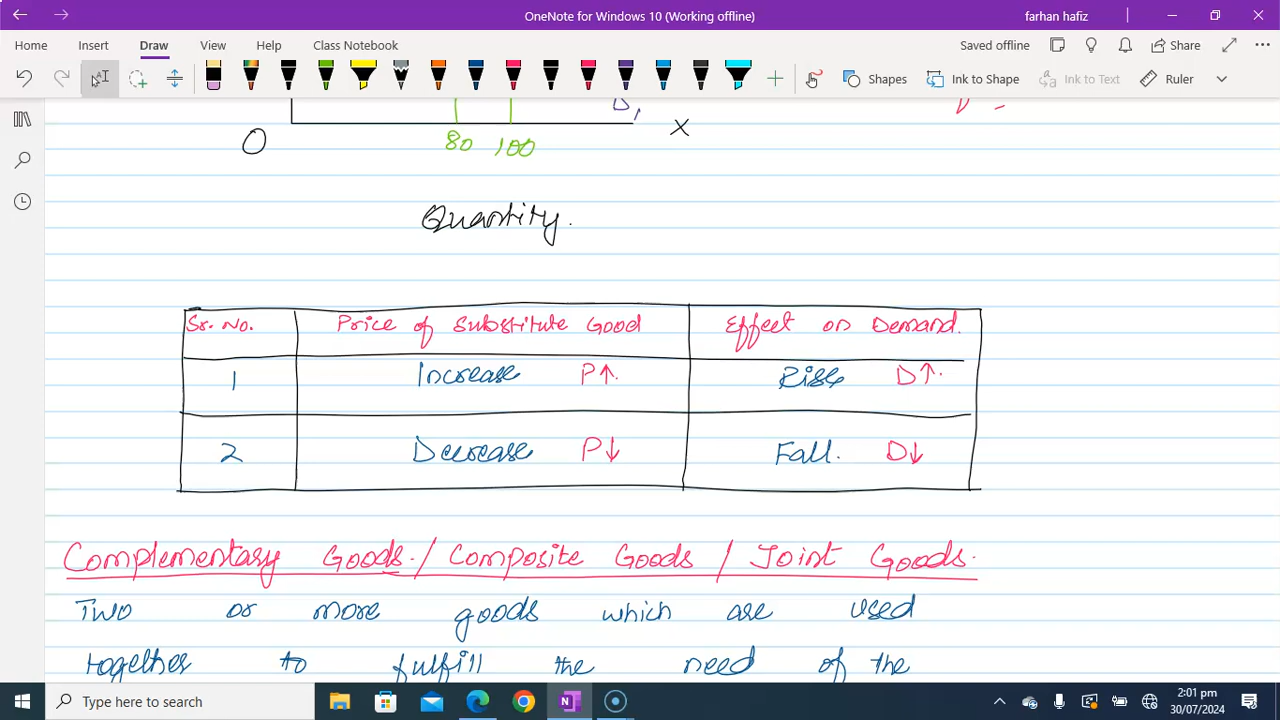 OneNote for Windows 10 (Working offline)
farhan hafiz
Home Insert Draw View Help Class Notebook
Saved offline Share
Shapes Ink to Shape Ink to Text Ruler
O 80 100 X
Quantity.
Sr. No. Price of Substitute Good Effect on Demand.
1 Increase P↑. Rise D↑.
2 Decrease P↓ Fall. D↓
Complementary Goods. / Composite Goods / Joint Goods.
Two or more goods which are used
together to fulfill the need of the
Type here to search
2:01 pm
30/07/2024